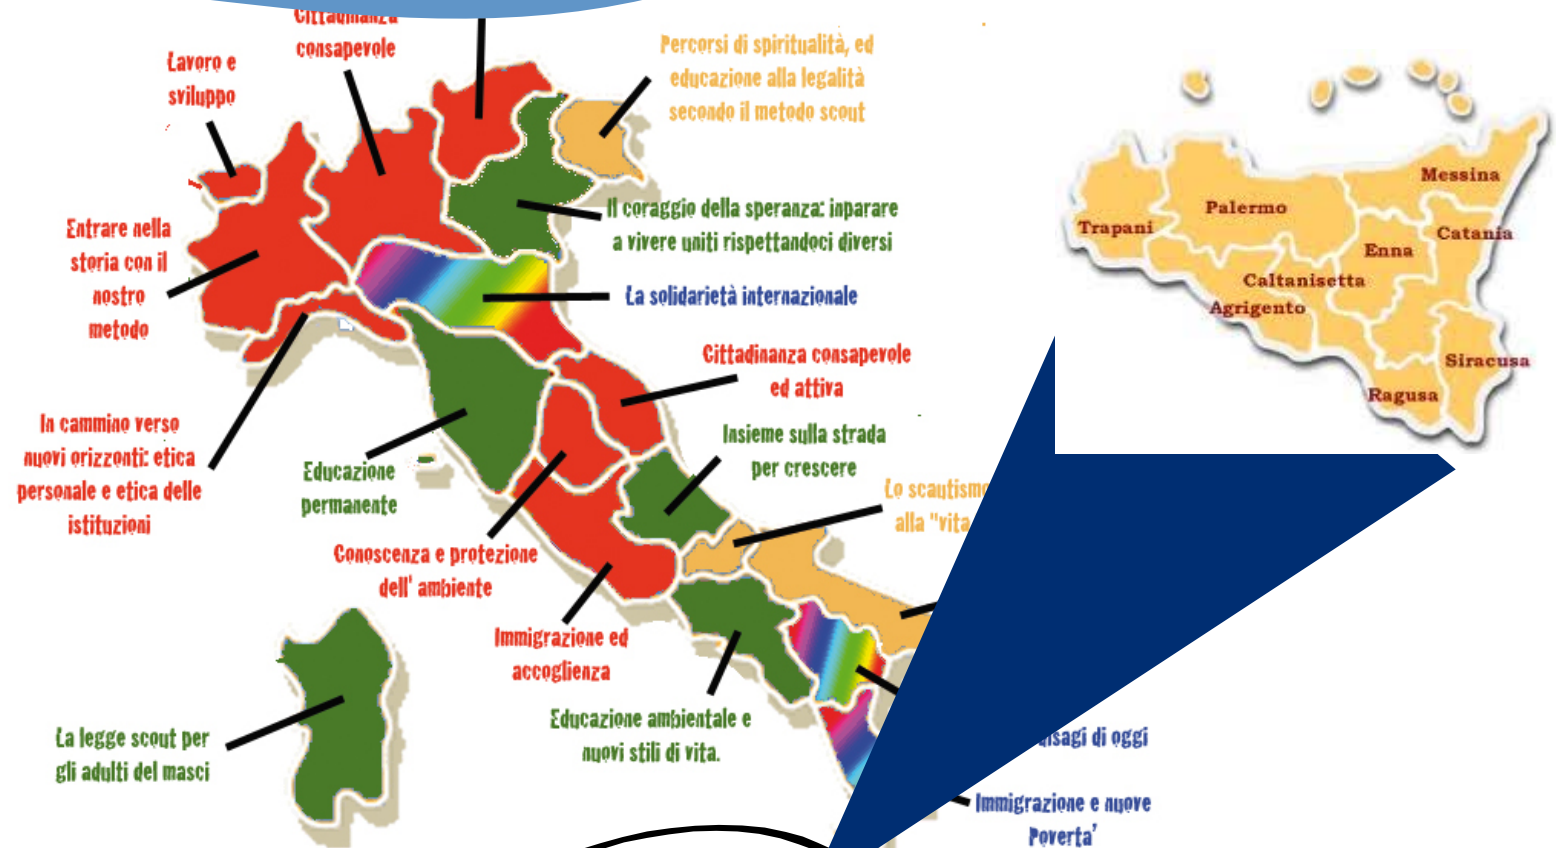 Cittadinanza
consapevole
Lavoro e
sviluppo
Percorsi di spiritualità, ed
educazione alla legalità
secondo il metodo scout
Il coraggio della speranza: inparare
a vivere uniti rispettandoci diversi
Entrare nella
storia con il
nostro
metodo
La solidarietà internazionale
Cittadinanza consapevole
ed attiva
In cammino verso
nuovi orizzonti: etica
personale e etica delle
istituzioni
Insieme sulla strada
per crescere
Educazione
permanente
Lo scautismo
alla "vita
Conoscenza e protezione
dell' ambiente
Immigrazione ed
accoglienza
Educazione ambientale e
nuovi stili di vita.
La legge scout per
gli adulti del masci
di oggi
Immigrazione e nuove
Poverta'
Messina
Palermo
Trapani
Catania
Enna
Caltanisetta
Agrigento
Siracusa
Ragusa